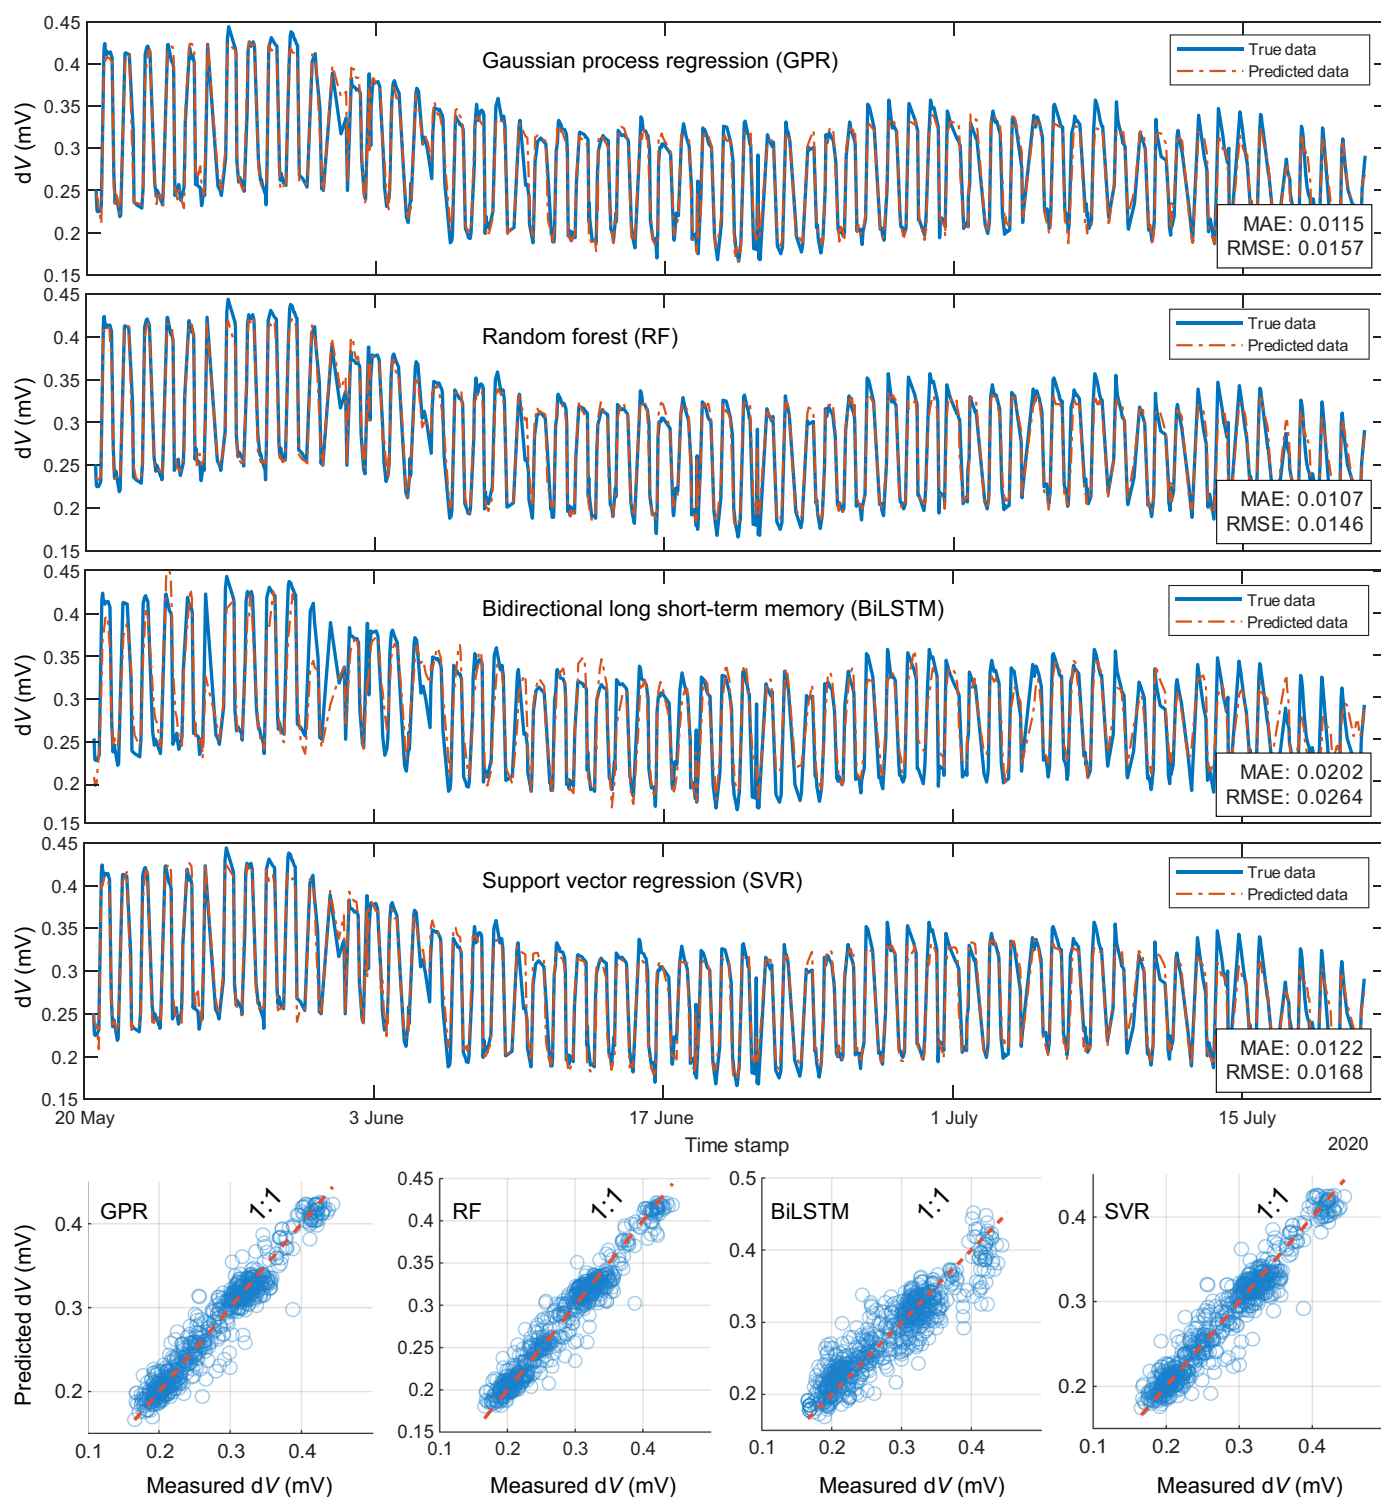 0.45
0.4
0.35
0.3
0.25
0.2
0.15
dV (mV)
Gaussian process regression (GPR)
True data
Predicted data
MAE: 0.0115
RMSE: 0.0157
0.45
0.4
0.35
0.3
0.25
0.2
0.15
dV (mV)
Random forest (RF)
True data
Predicted data
MAE: 0.0107
RMSE: 0.0146
0.45
0.4
0.35
0.3
0.25
0.2
0.15
dV (mV)
Bidirectional long short-term memory (BiLSTM)
True data
Predicted data
MAE: 0.0202
RMSE: 0.0264
0.45
0.4
0.35
0.3
0.25
0.2
0.15
dV (mV)
Support vector regression (SVR)
True data
Predicted data
MAE: 0.0122
RMSE: 0.0168
20 May 3 June 17 June 1 July 15 July
Time stamp
2020
Predicted dV (mV)
0.4
0.3
0.2
GPR
1:1
0.1 0.2 0.3 0.4
Measured dV (mV)
0.45
0.4
0.35
0.3
0.25
0.2
0.15
RF
1:1
0.2 0.3 0.4
Measured dV (mV)
0.5
0.4
0.3
0.2
BiLSTM
1:1
0.1 0.2 0.3 0.4
Measured dV (mV)
0.4
0.3
0.2
SVR
1:1
0.1 0.2 0.3 0.4
Measured dV (mV)